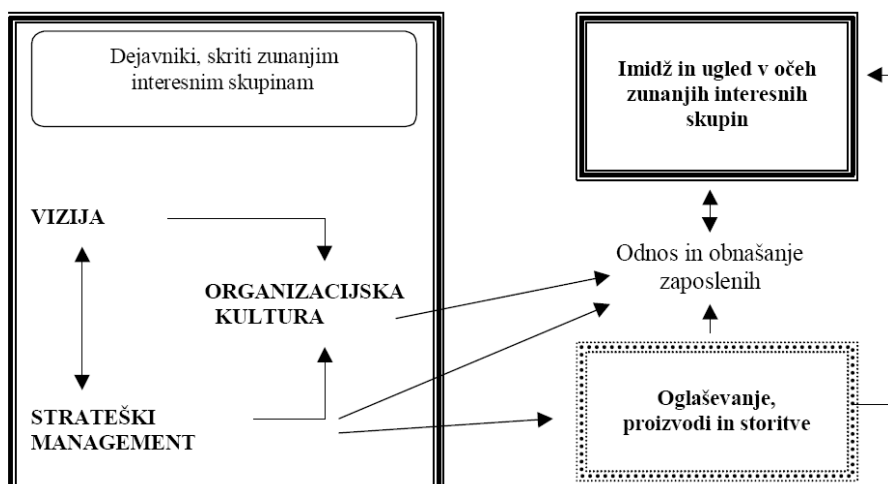 Dejavniki, skriti zunanjim
interesnim skupinam
VIZIJA
ORGANIZACIJSKA
KULTURA
STRATEŠKI
MANAGEMENT
Imidž in ugled v očeh
zunanjih interesnih
skupin
Odnos in obnašanje
zaposlenih
Oglaševanje,
proizvodi in storitve